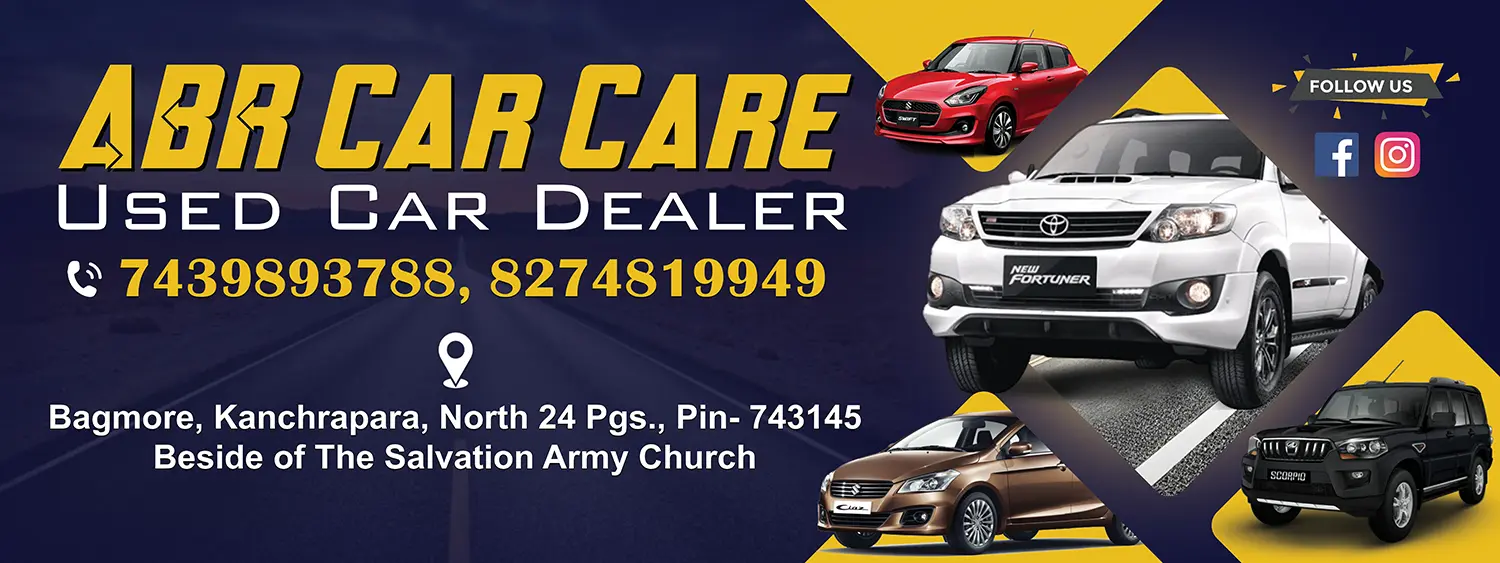 ABR CAR CARE
USED CAR DEALER
7439893788, 8274819949
Bagmore, Kanchrapara, North 24 Pgs., Pin- 743145
Beside of The Salvation Army Church
SWIFT
NEW
FORTUNER
Ciaz
SCORPIO
FOLLOW US